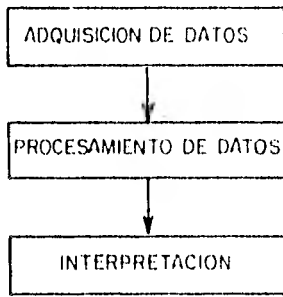 ADQUISICION DE DATOS
PROCESAMIENTO DE DATOS
INTERPRETACION